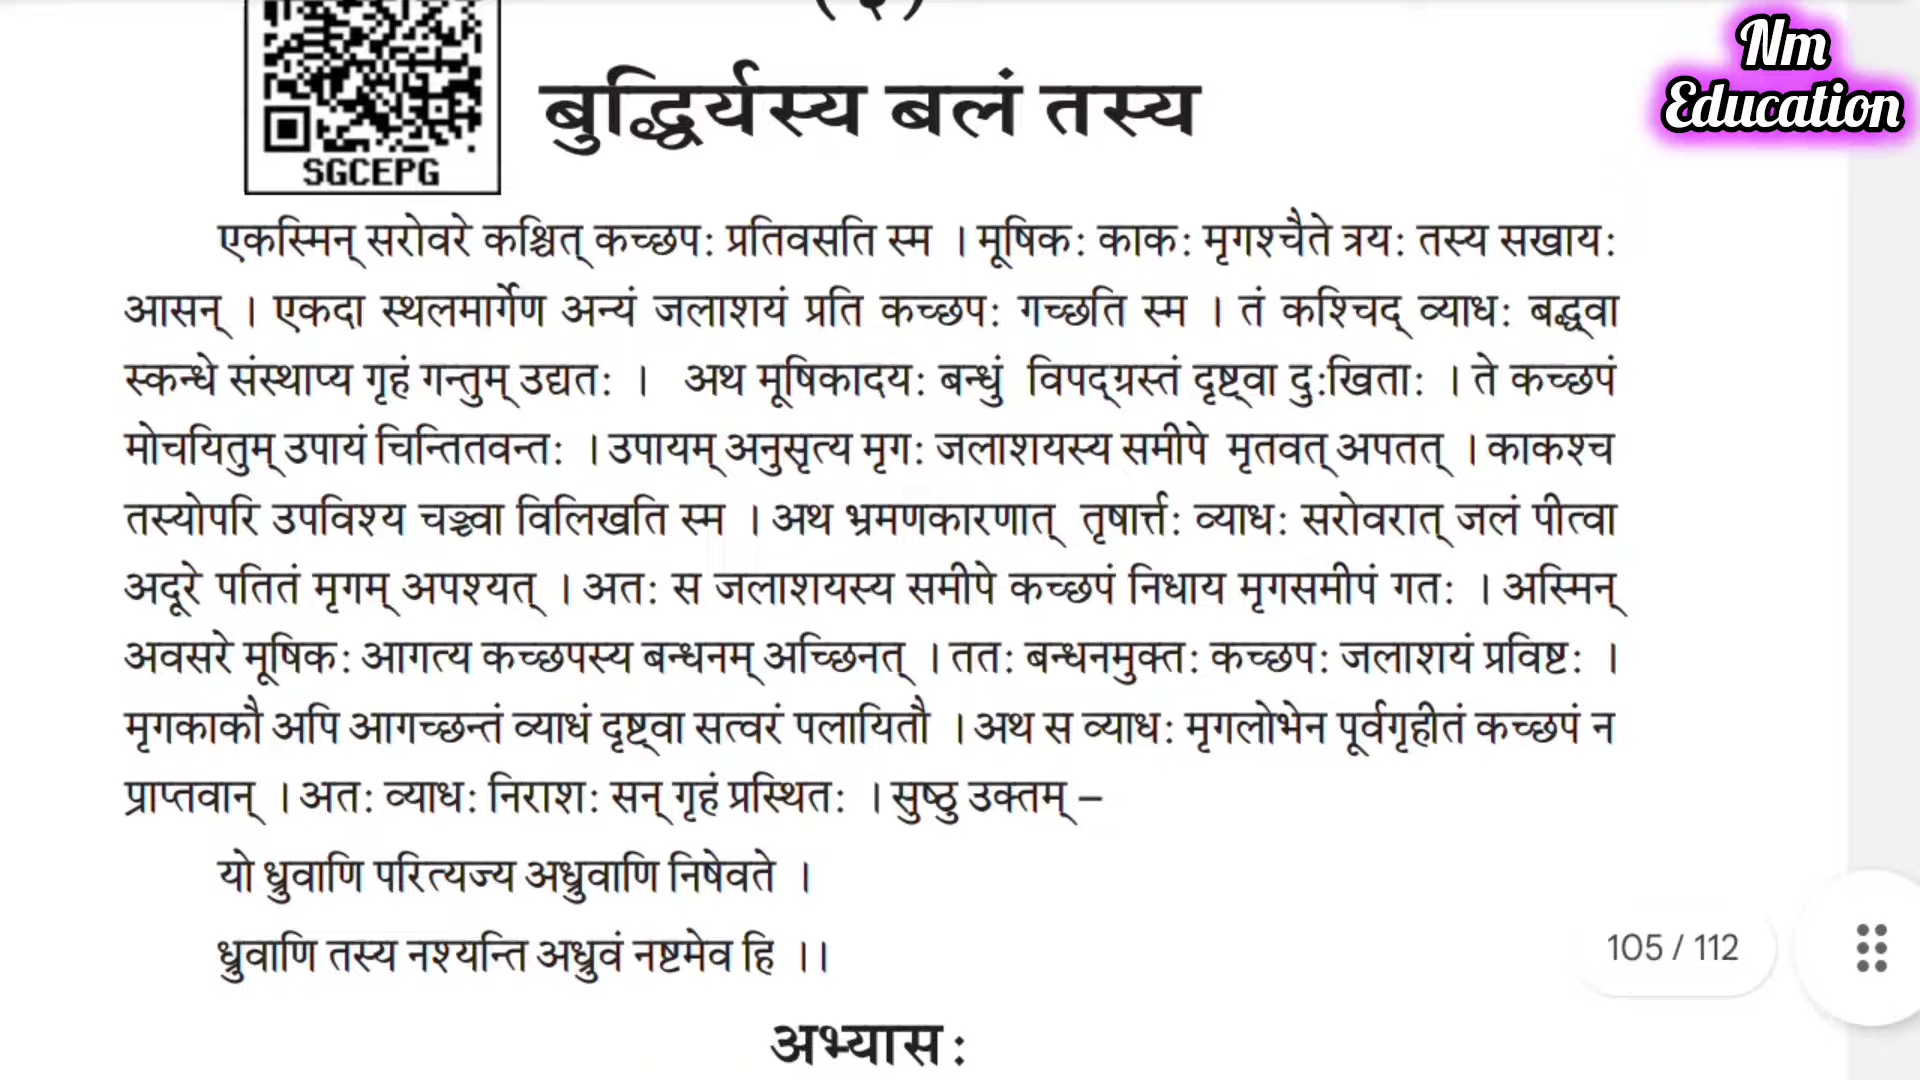 (३)
Nm
Education
बुद्धिर्यस्य बलं तस्य
SGCEPG
एकस्मिन् सरोवरे कश्चित् कच्छपः प्रतिवसति स्म । मूषिकः काकः मृगश्चैते त्रयः तस्य सखायः
आसन् । एकदा स्थलमार्गेण अन्यं जलाशयं प्रति कच्छपः गच्छति स्म । तं कश्चिद् व्याधः बद्ध्वा
स्कन्धे संस्थाप्य गृहं गन्तुम् उद्यतः । अथ मूषिकादयः बन्धुं विपद्ग्रस्तं दृष्ट्वा दुःखिताः । ते कच्छपं
मोचयितुम् उपायं चिन्तितवन्तः । उपायम् अनुसृत्य मृगः जलाशयस्य समीपे मृतवत् अपतत् । काकश्च
तस्योपरि उपविश्य चञ्च्वा विलिखति स्म । अथ भ्रमणकारणात् तृषार्त्तः व्याधः सरोवरात् जलं पीत्वा
अदूरे पतितं मृगम् अपश्यत् । अतः स जलाशयस्य समीपे कच्छपं निधाय मृगसमीपं गतः । अस्मिन्
अवसरे मूषिकः आगत्य कच्छपस्य बन्धनम् अच्छिनत् । ततः बन्धनमुक्तः कच्छपः जलाशयं प्रविष्टः ।
मृगकाकौ अपि आगच्छन्तं व्याधं दृष्ट्वा सत्वरं पलायितौ । अथ स व्याधः मृगलोभेन पूर्वगृहीतं कच्छपं न
प्राप्तवान् । अतः व्याधः निराशः सन् गृहं प्रस्थितः । सुष्ठु उक्तम् –
यो ध्रुवाणि परित्यज्य अध्रुवाणि निषेवते ।
ध्रुवाणि तस्य नश्यन्ति अध्रुवं नष्टमेव हि ।।
105 / 112
अभ्यासः